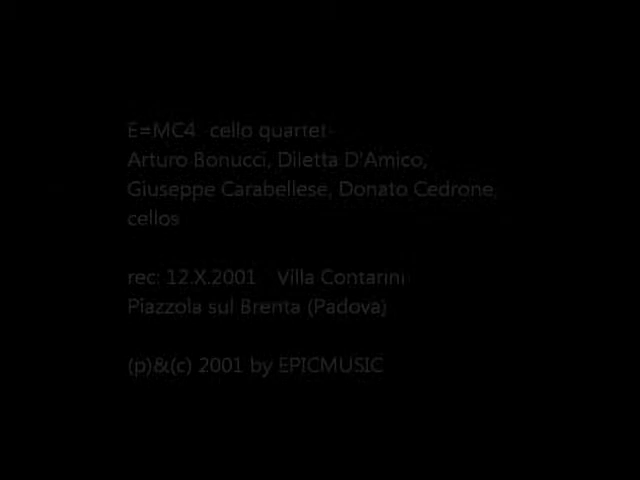 E=MC4 -cello quartet-
Arturo Bonucci, Diletta D'Amico,
Giuseppe Carabellese, Donato Cedrone,
cellos
rec: 12.X.2001 Villa Contarini
Piazzola sul Brenta (Padova)
(p)&(c) 2001 by EPICMUSIC